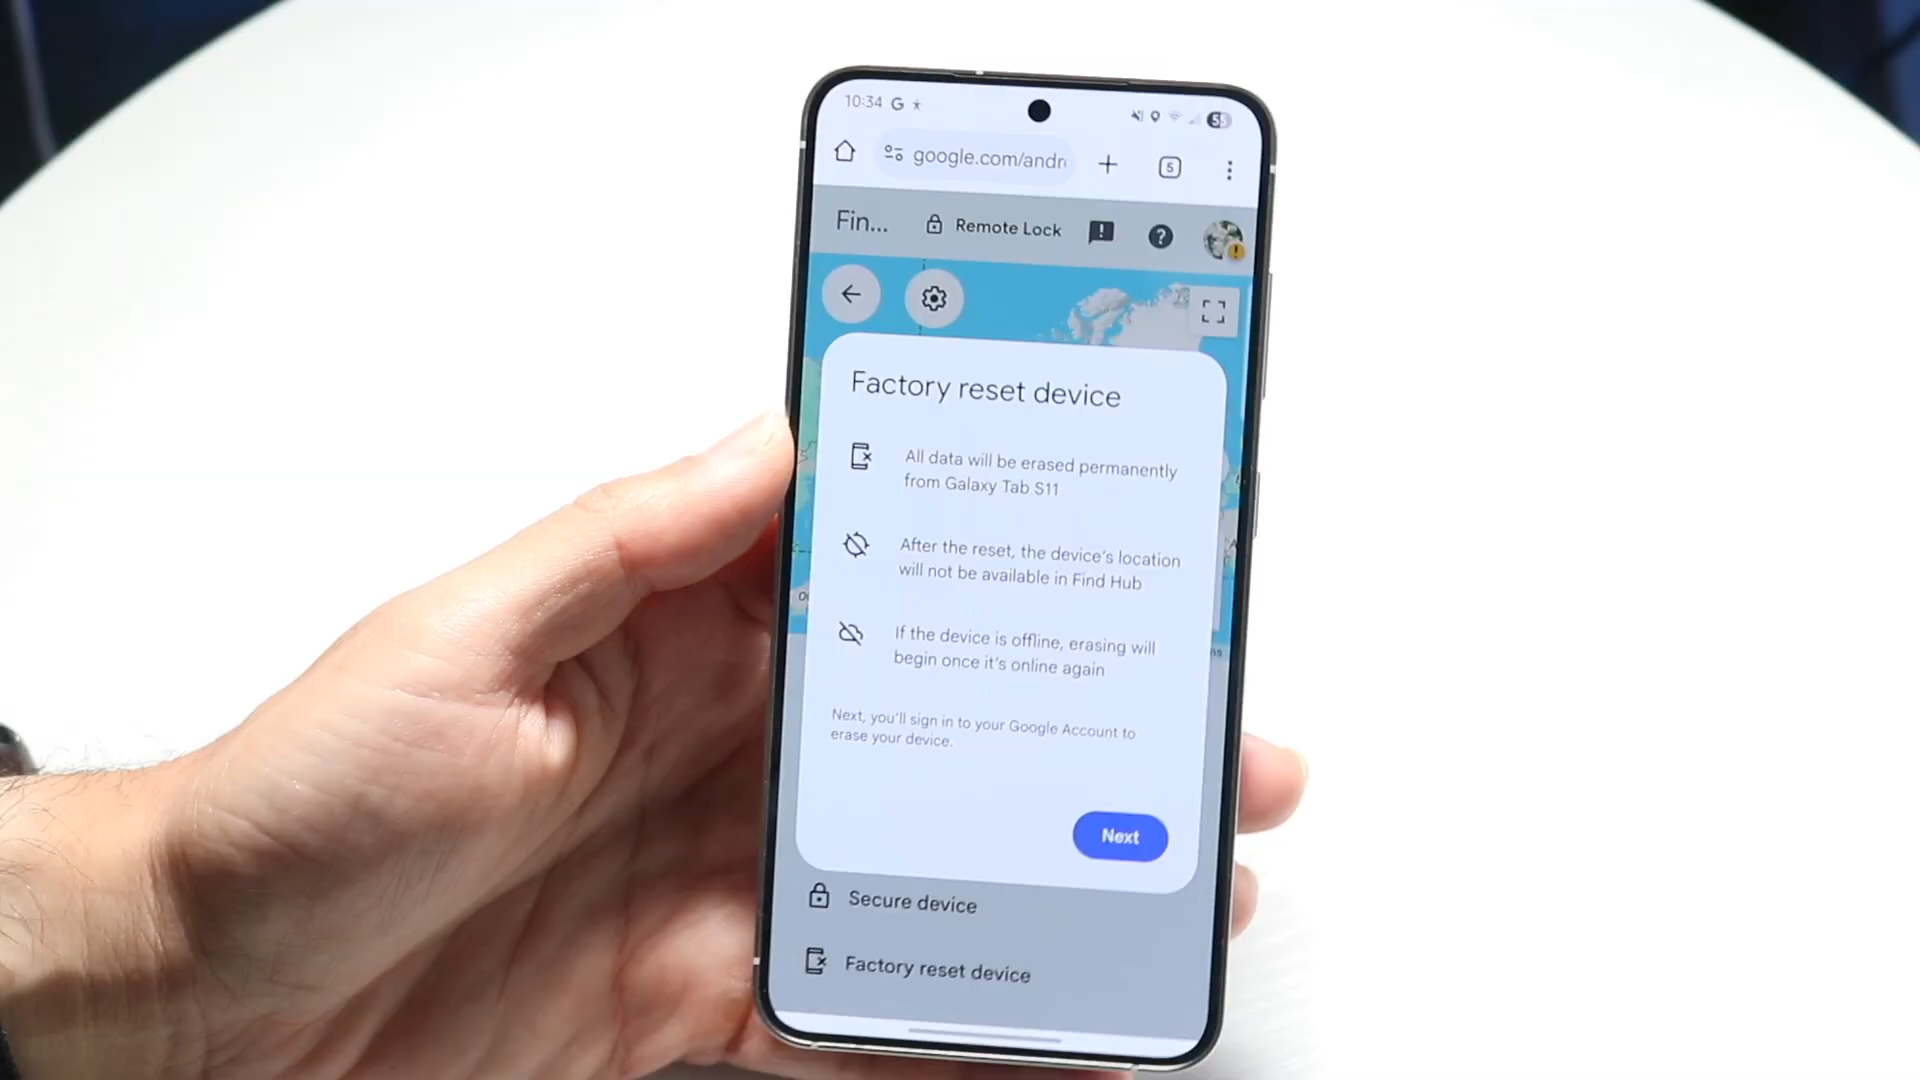 10:34
55
google.com/andr
5
Fin...
Remote Lock
Factory reset device
All data will be erased permanently
from Galaxy Tab S11
After the reset, the device's location
will not be available in Find Hub
If the device is offline, erasing will
begin once it's online again
Next, you'll sign in to your Google Account to
erase your device.
Next
Secure device
Factory reset device